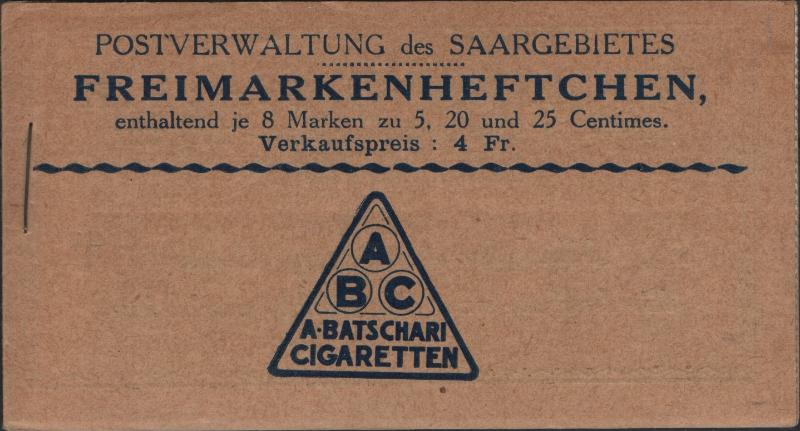 POSTVERWALTUNG des SAARGEBIETES
FREIMARKENHEFTCHEN,
enthaltend je 8 Marken zu 5, 20 und 25 Centimes.
Verkaufspreis : 4 Fr.
A
B C
A·BATSCHARI
CIGARETTEN